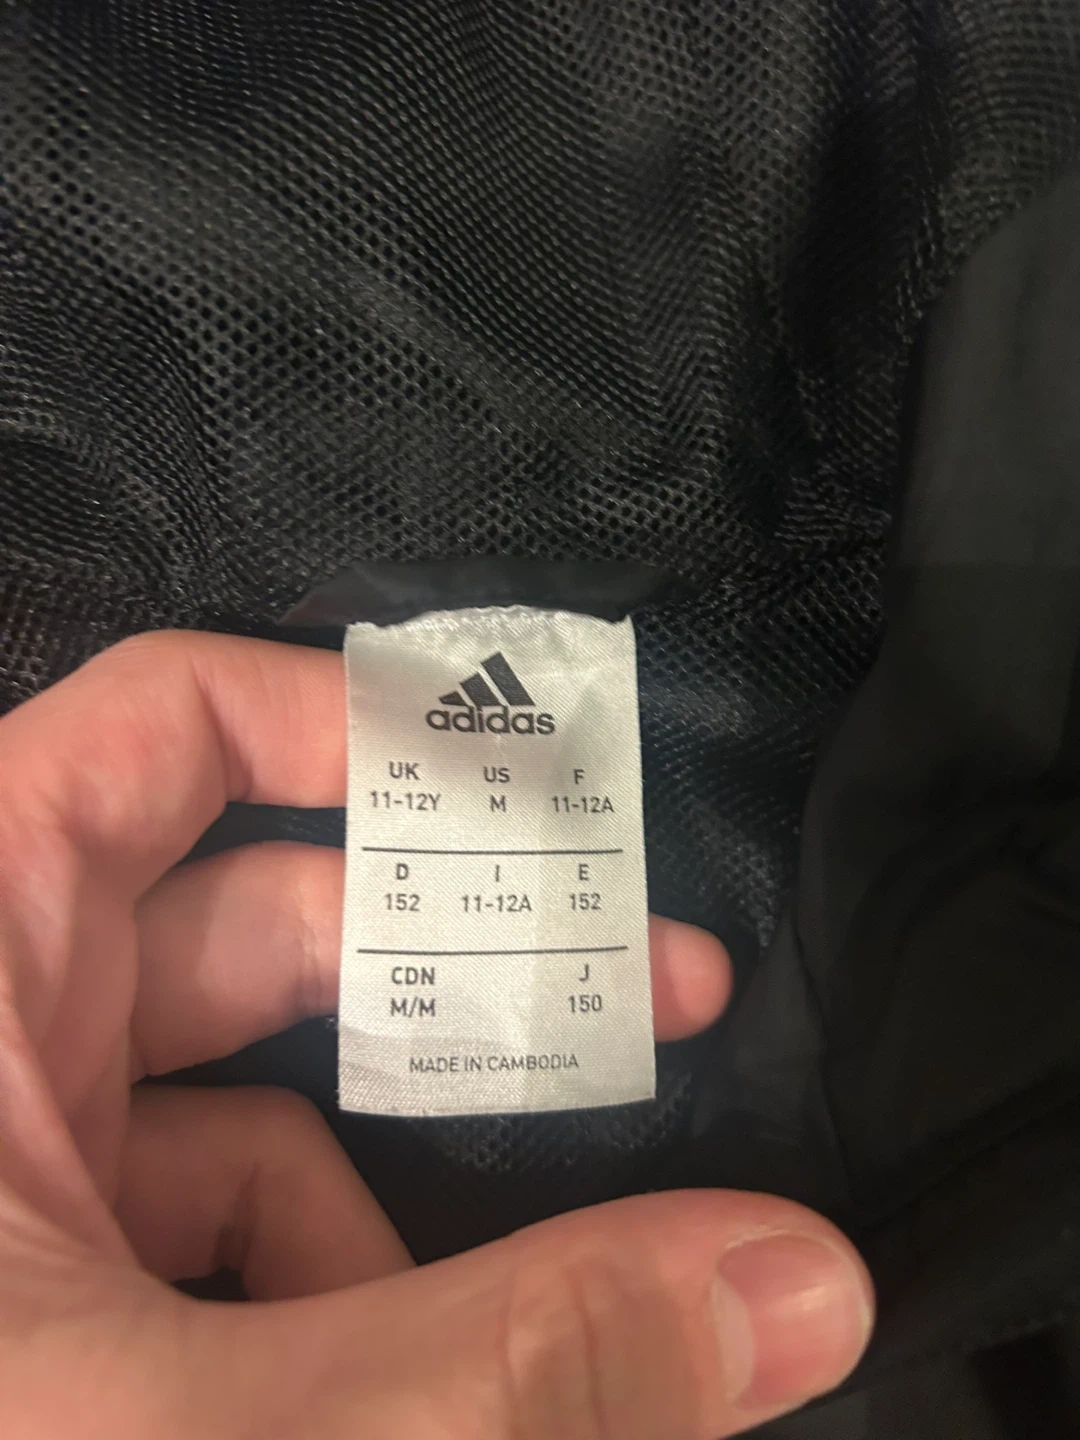 adidas
UK US F
11-12Y M 11-12A
D I E
152 11-12A 152
CDN J
M/M 150
MADE IN CAMBODIA